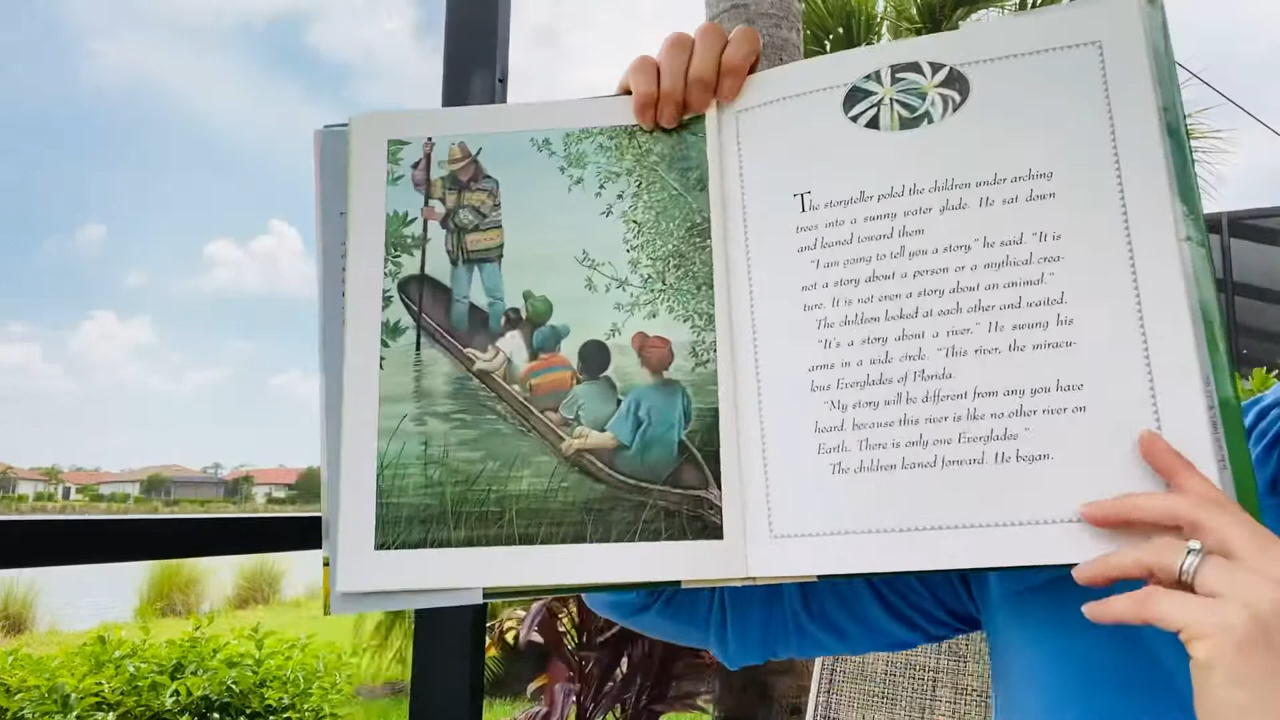 The storyteller poled the children under arching
trees into a sunny water glade. He sat down
and leaned toward them
"I am going to tell you a story," he said. "It is
not a story about a person or a mythical crea-
ture. It is not even a story about an animal."
The children looked at each other and waited.
"It's a story about a river." He swung his
arms in a wide circle. "This river, the miracu-
lous Everglades of Florida.
"My story will be different from any you have
heard, because this river is like no other river on
Earth. There is only one Everglades."
The children leaned forward. He began.